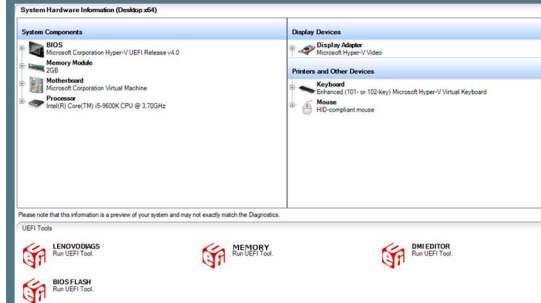 System Hardware Information (Desktop x64)
System Components
BIOS
Microsoft Corporation Hyper-V UEFI Release v4.0
Memory Module
2GB
Motherboard
Microsoft Corporation Virtual Machine
Processor
Intel(R) Core(TM) i5-9600K CPU @ 3.70GHz
Display Devices
Display Adapter
Microsoft Hyper-V Video
Printers and Other Devices
Keyboard
Enhanced (101- or 102-key) Microsoft Hyper-V Virtual Keyboard
Mouse
HID-compliant mouse
Please note that this information is a preview of your system and may not exactly match the Diagnostics.
UEFI Tools
LENOVODIAGS
Run UEFI Tool.
MEMORY
Run UEFI Tool.
DMIEDITOR
Run UEFI Tool.
BIOSFLASH
Run UEFI Tool.